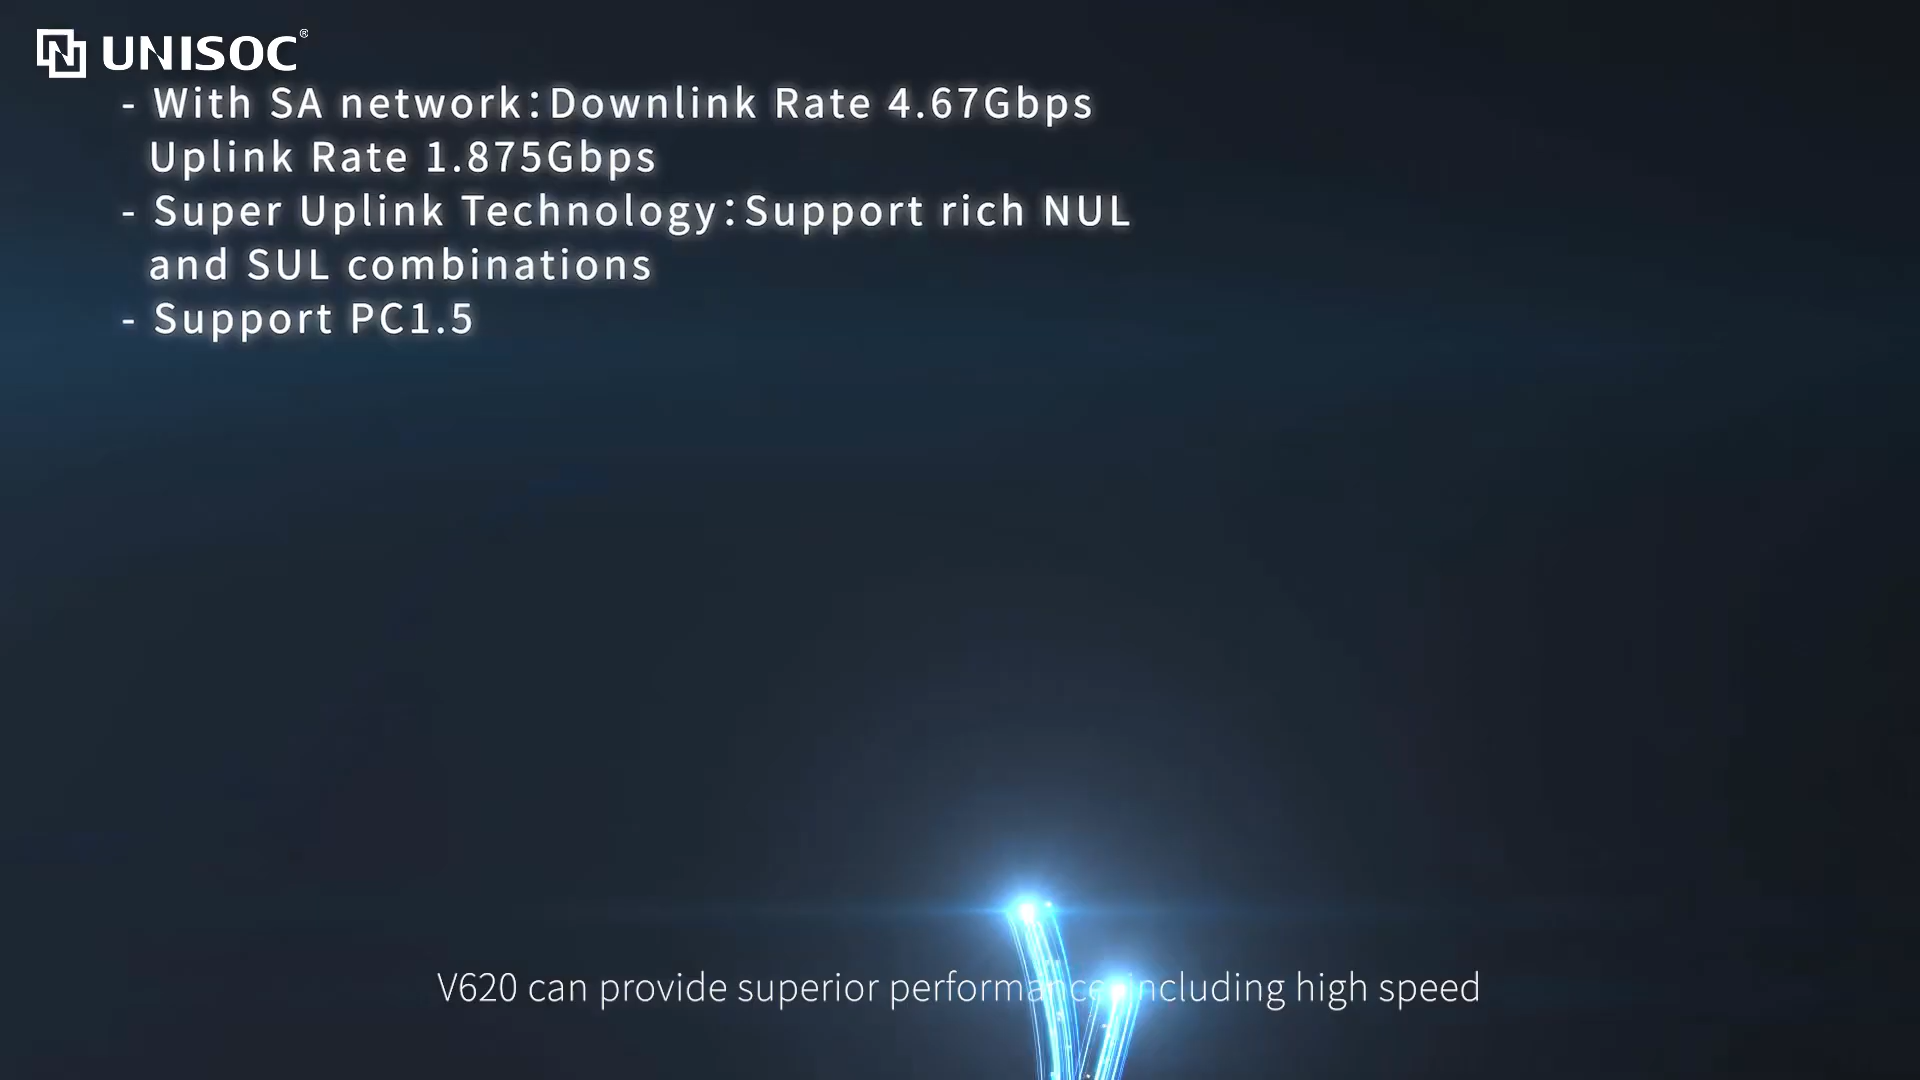 UNISOC®
- With SA network:Downlink Rate 4.67Gbps
Uplink Rate 1.875Gbps
- Super Uplink Technology:Support rich NUL
and SUL combinations
- Support PC1.5
V620 can provide superior performance including high speed